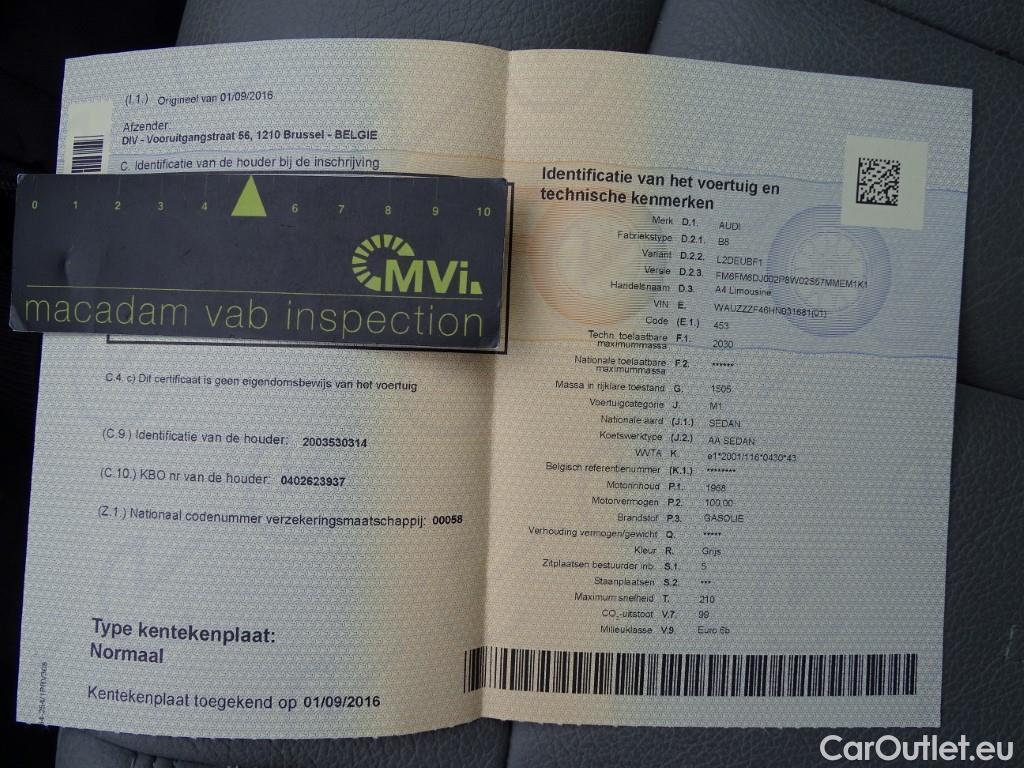 (I.1.) Origineel van 01/09/2016
Afzender:
DIV - Vooruitgangstraat 56, 1210 Brussel - BELGIE
C. Identificatie van de houder bij de inschrijving
0 1 2 3 4 6 7 8 9 10
MVi.
macadam vab inspection
C.4. c) Dit certificaat is geen eigendomsbewijs van het voertuig
(C.9.) Identificatie van de houder: 2003530314
(C.10.) KBO nr van de houder: 0402623937
(Z.1.) Nationaal codenummer verzekeringsmaatschappij: 00058
Type kentekenplaat:
Normaal
Kentekenplaat toegekend op 01/09/2016
Identificatie van het voertuig en
technische kenmerken
Merk D.1. AUDI
Fabriekstype D.2.1. B8
Variant D.2.2. L2DEUBF1
Versie D.2.3. FM6FM6DJ002P8W02S57MMEM1K1
Handelsnaam D.3. A4 Limousine
VIN E. WAUZZZF46HN031681(01)
Code (E.1.) 453
Techn. toelaatbare
maximummassa F.1. 2030
Nationale toelaatbare
maximummassa F.2. ******
Massa in rijklare toestand G. 1505
Voertuigcategorie J. M1
Nationale aard (J.1.) SEDAN
Koetswerktype (J.2.) AA SEDAN
WVTA K. e1*2001/116*0430*43
Belgisch referentienummer (K.1.) ********
Motorinhoud P.1. 1968
Motorvermogen P.2. 100,00
Brandstof P.3. GASOLIE
Verhouding vermogen/gewicht Q. *****
Kleur R. Grijs
Zitplaatsen bestuurder inb. S.1. 5
Staanplaatsen S.2. ***
Maximum snelheid T. 210
CO₂-uitstoot V.7. 99
Milieuklasse V.9. Euro 6b
CarOutlet.eu